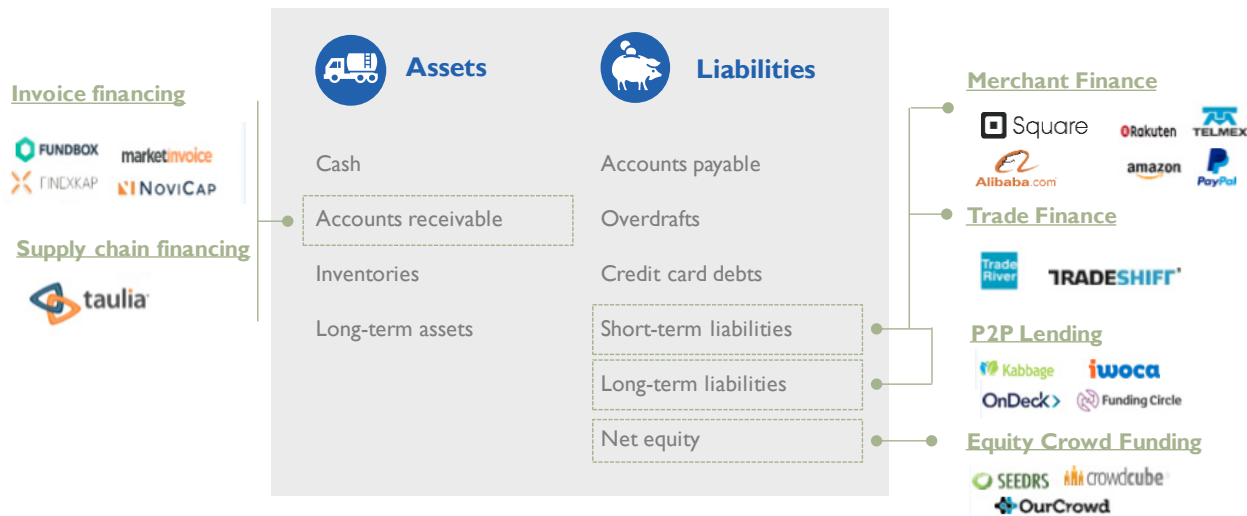 Invoice financing
FUNDBOX
marketinvoice
FINEXKAP
NOVICAP
Supply chain financing
taulia
Assets
Cash
Accounts receivable
Inventories
Long-term assets
Liabilities
Accounts payable
Overdrafts
Credit card debts
Short-term liabilities
Long-term liabilities
Net equity
Merchant Finance
Square
Rakuten
TELMEX
Alibaba.com
amazon
PayPal
Trade Finance
Trade
River
TRADESHIFT
P2P Lending
Kabbage
iwoca
OnDeck
Funding Circle
Equity Crowd Funding
SEEDRS
crowdcube
OurCrowd